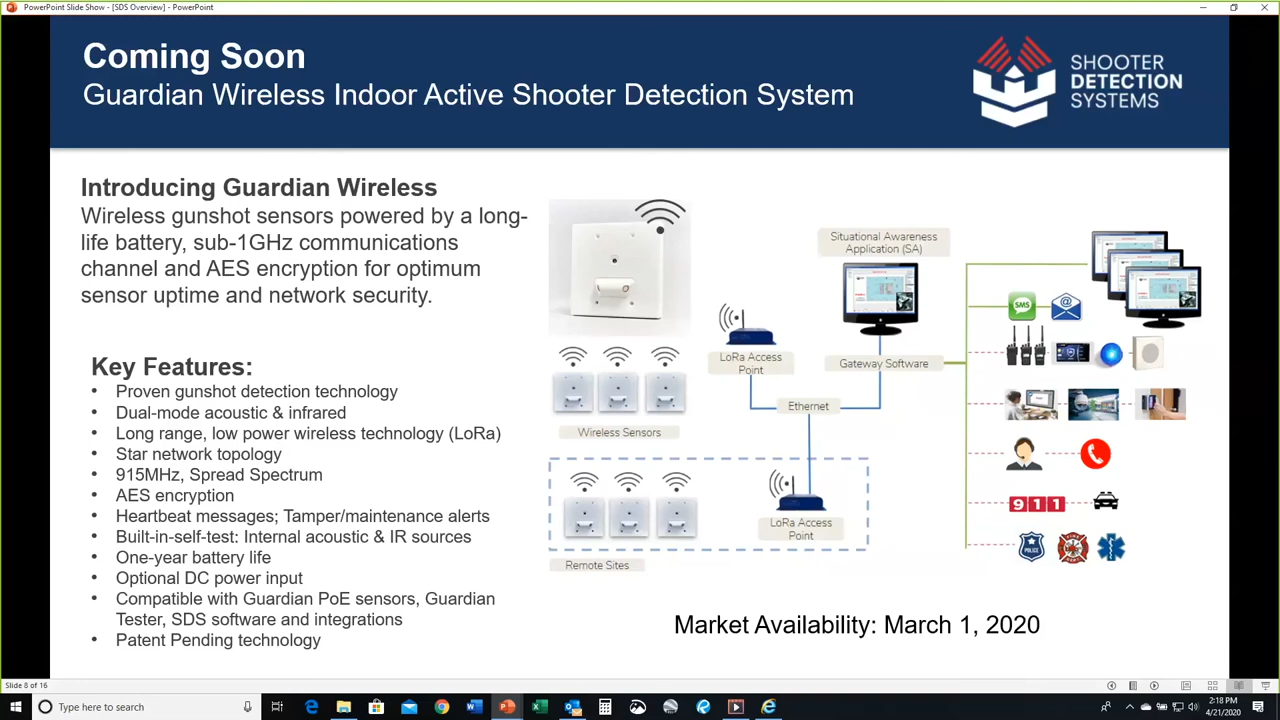 PowerPoint Slide Show - [SDS Overview] - PowerPoint
Coming Soon
Guardian Wireless Indoor Active Shooter Detection System
SHOOTER
DETECTION
SYSTEMS
Introducing Guardian Wireless
Wireless gunshot sensors powered by a long-
life battery, sub-1GHz communications
channel and AES encryption for optimum
sensor uptime and network security.
Key Features:
• Proven gunshot detection technology
• Dual-mode acoustic & infrared
• Long range, low power wireless technology (LoRa)
• Star network topology
• 915MHz, Spread Spectrum
• AES encryption
• Heartbeat messages; Tamper/maintenance alerts
• Built-in-self-test: Internal acoustic & IR sources
• One-year battery life
• Optional DC power input
• Compatible with Guardian PoE sensors, Guardian
Tester, SDS software and integrations
• Patent Pending technology
Situational Awareness
Application (SA)
LoRa Access
Point
Gateway Software
Ethernet
Wireless Sensors
LoRa Access
Point
Remote Sites
SMS
@
911
POLICE
FIRE
Market Availability: March 1, 2020
Slide 8 of 16
Type here to search
2:18 PM
4/21/2020